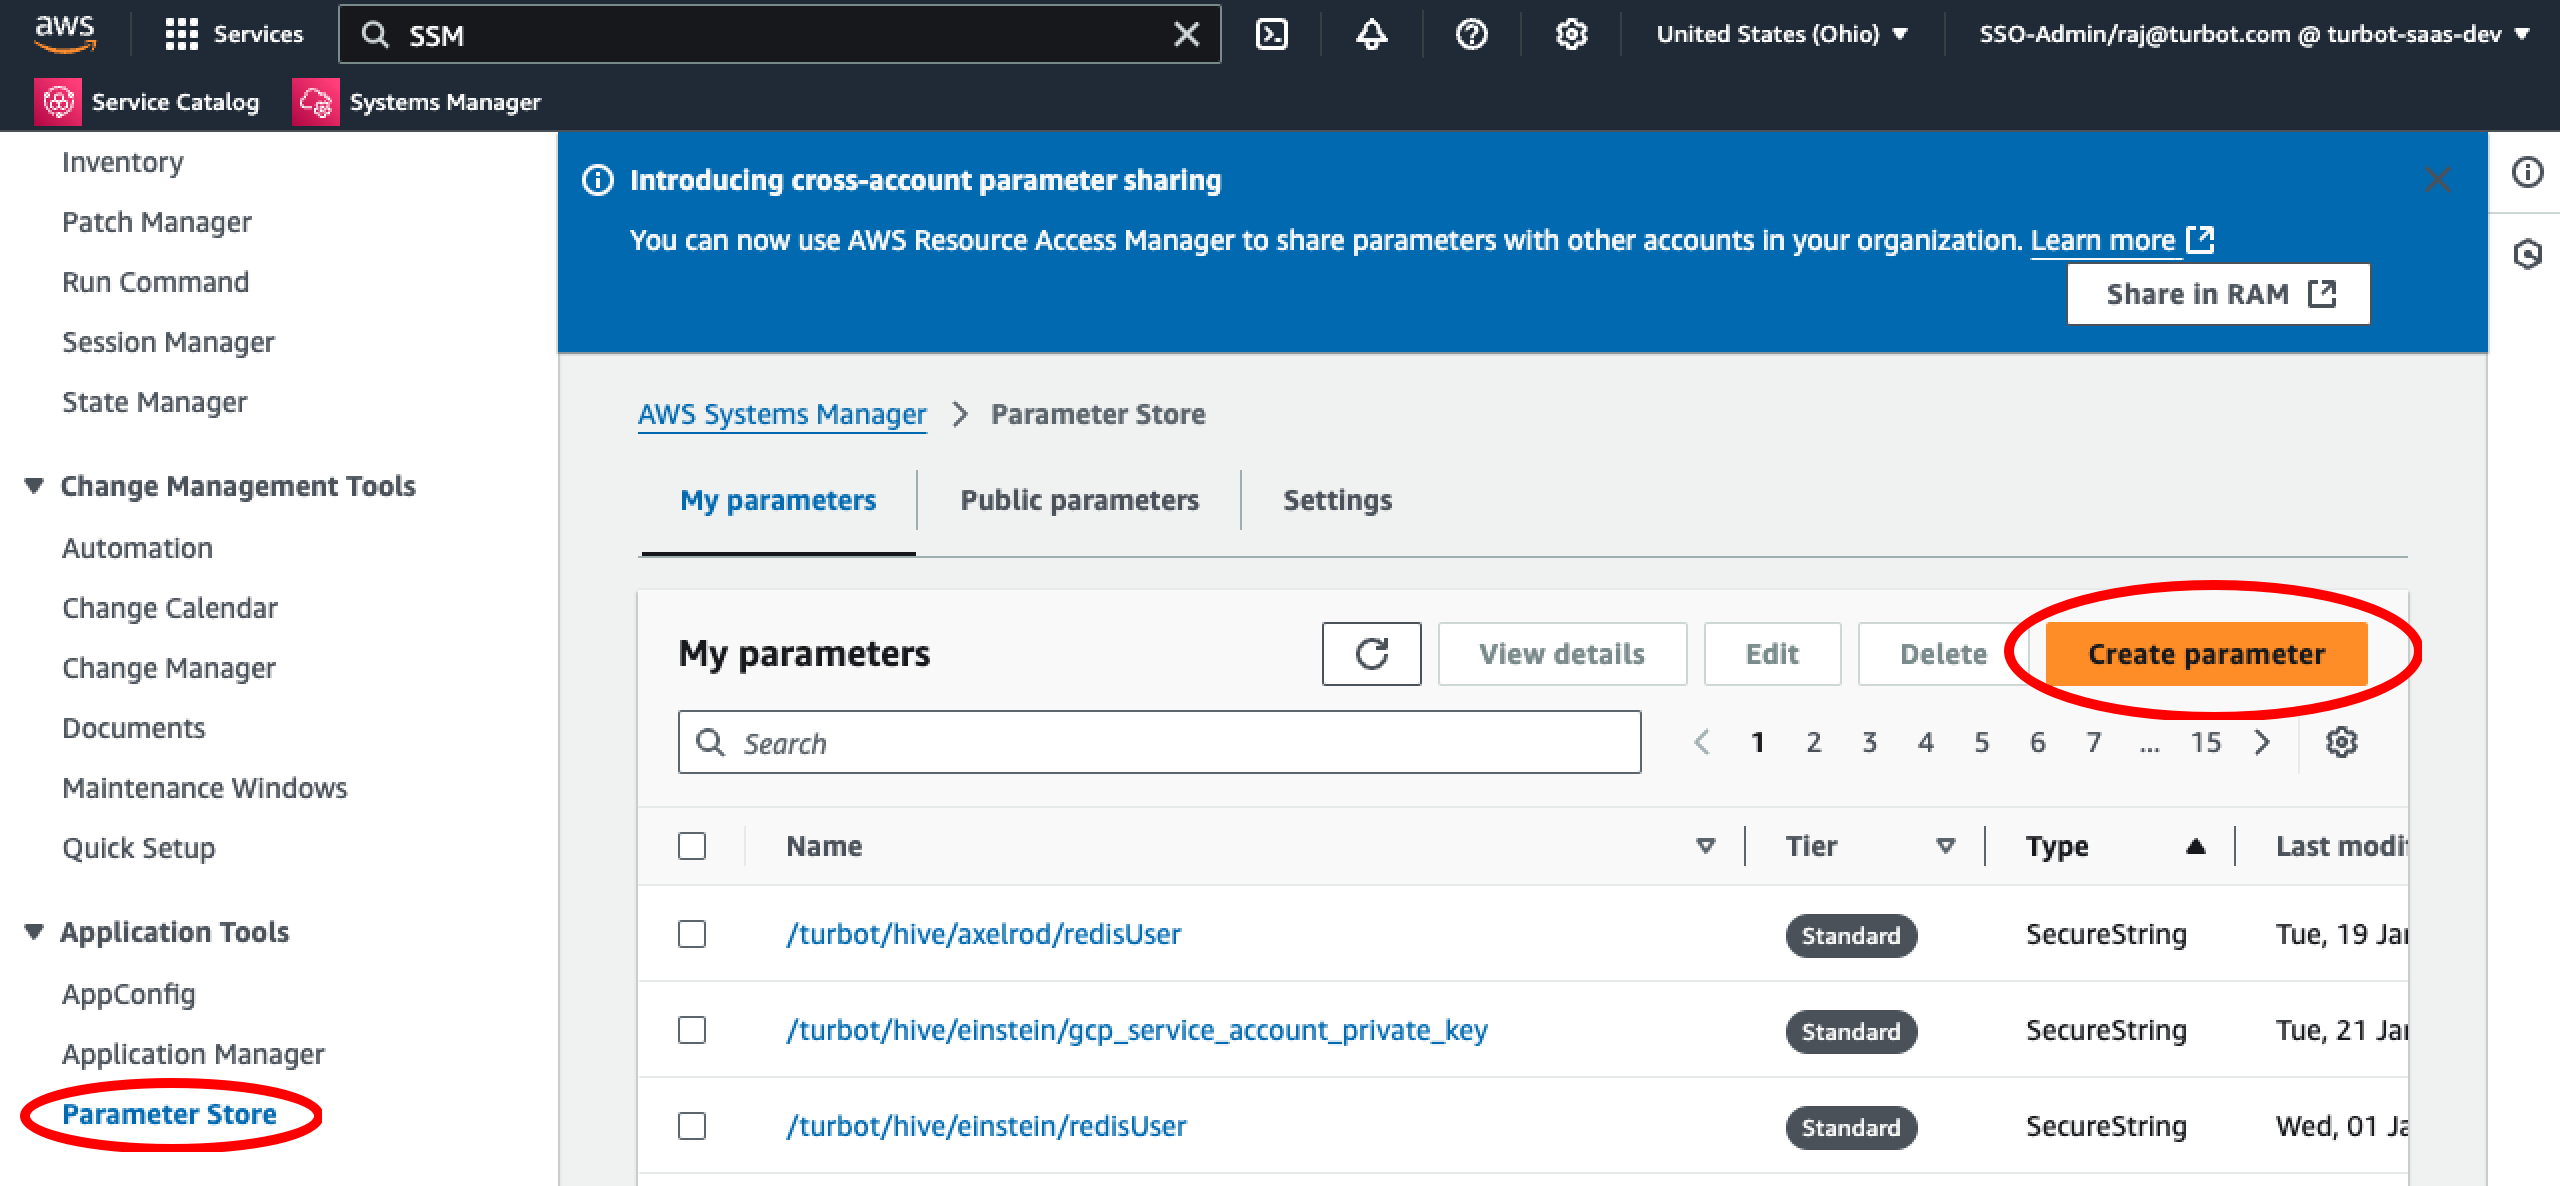 aws
Services
SSM
United States (Ohio)
SSO-Admin/raj@turbot.com @ turbot-saas-dev
Service Catalog
Systems Manager
Inventory
Patch Manager
Run Command
Session Manager
State Manager
Change Management Tools
Automation
Change Calendar
Change Manager
Documents
Maintenance Windows
Quick Setup
Application Tools
AppConfig
Application Manager
Parameter Store
Introducing cross-account parameter sharing
You can now use AWS Resource Access Manager to share parameters with other accounts in your organization. Learn more
Share in RAM
AWS Systems Manager > Parameter Store
My parameters
Public parameters
Settings
My parameters
View details
Edit
Delete
Create parameter
Search
1 2 3 4 5 6 7 ... 15
Name Tier Type Last modif
/turbot/hive/axelrod/redisUser Standard SecureString Tue, 19 Jan
/turbot/hive/einstein/gcp_service_account_private_key Standard SecureString Tue, 21 Jan
/turbot/hive/einstein/redisUser Standard SecureString Wed, 01 Ja